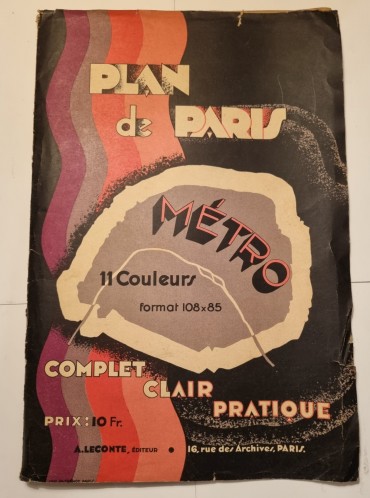 PLAN
de PARIS
MÉTRO
11 Couleurs
format 108x85
COMPLET
CLAIR
PRATIQUE
PRIX: 10 Fr.
A. LECONTE, ÉDITEUR • 16, rue des Archives, PARIS.